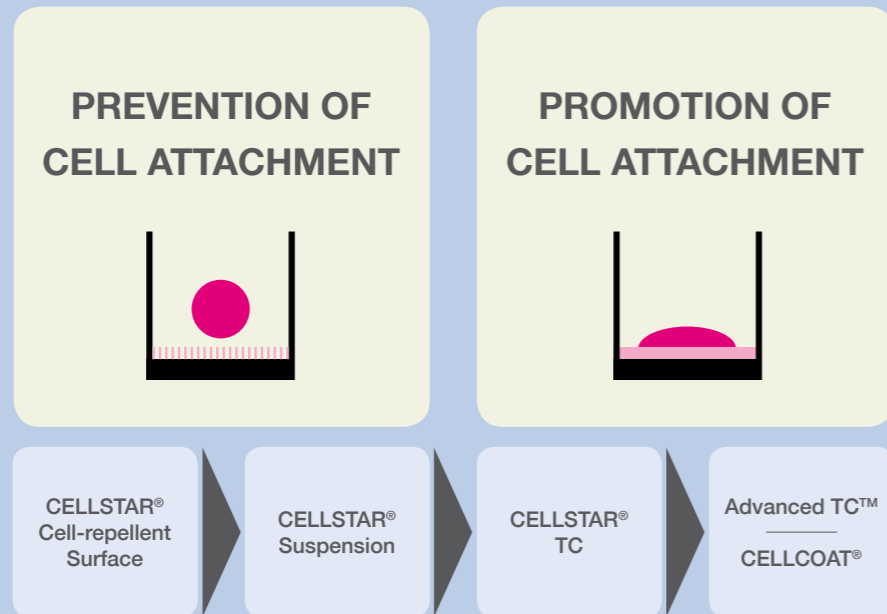 PREVENTION OF
CELL ATTACHMENT
PROMOTION OF
CELL ATTACHMENT
CELLSTAR®
Cell-repellent
Surface
CELLSTAR®
Suspension
CELLSTAR®
TC
Advanced TC™
CELLCOAT®